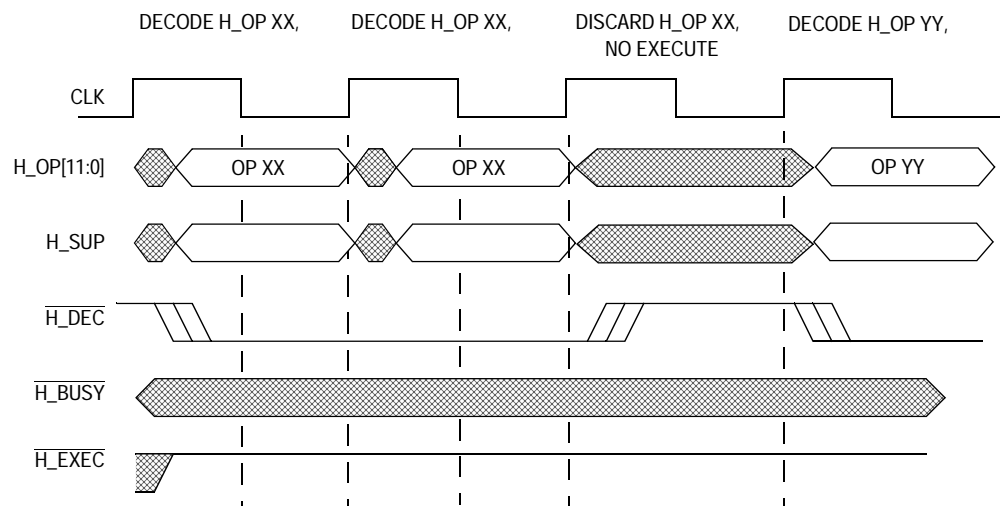 DECODE H_OP XX, DECODE H_OP XX, DISCARD H_OP XX, DECODE H_OP YY,
NO EXECUTE
CLK
H_OP[11:0] OP XX OP XX OP YY
H_SUP
H_DEC
H_BUSY
H_EXEC